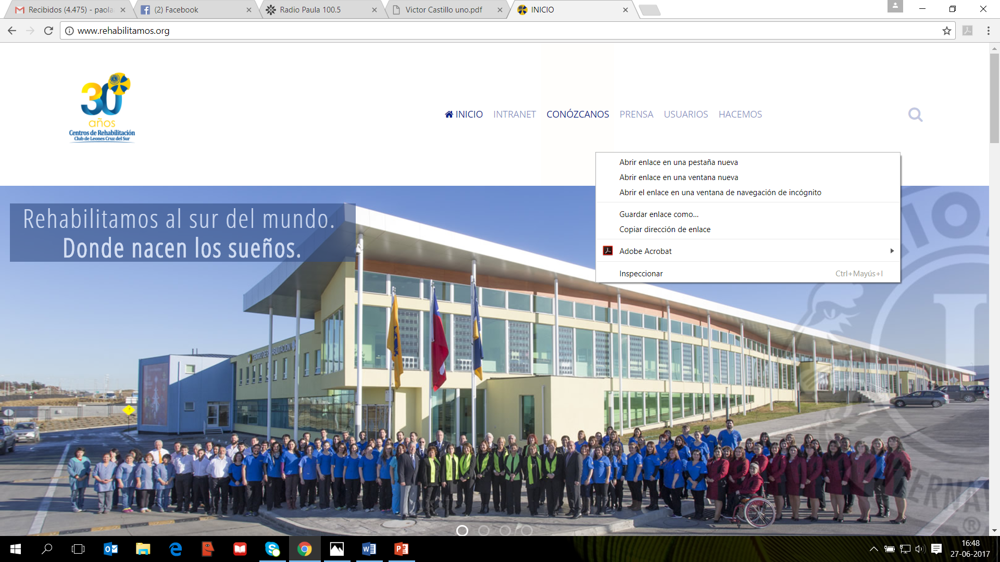 Recibidos (4.475) - paola
(2) Facebook
Radio Paula 100.5
Victor Castillo uno.pdf
INICIO
www.rehabilitamos.org
30
años
Centros de Rehabilitación
Club de Leones Cruz del Sur
INICIO INTRANET CONÓZCANOS PRENSA USUARIOS HACEMOS
Abrir enlace en una pestaña nueva
Abrir enlace en una ventana nueva
Abrir el enlace en una ventana de navegación de incógnito
Guardar enlace como...
Copiar dirección de enlace
Adobe Acrobat
Inspeccionar Ctrl+Mayús+I
Rehabilitamos al sur del mundo.
Donde nacen los sueños.
CENTRO DE REHABILITACIÓN
16:48
27-06-2017